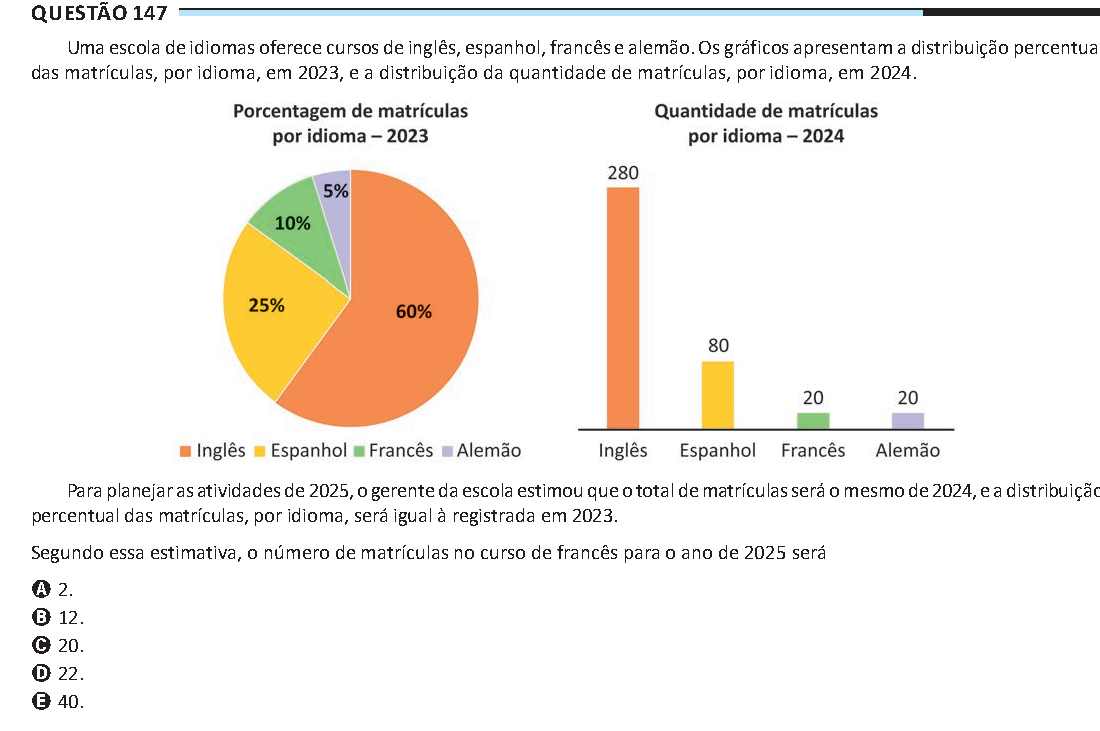 QUESTÃO 147
Uma escola de idiomas oferece cursos de inglês, espanhol, francês e alemão. Os gráficos apresentam a distribuição percentua
das matrículas, por idioma, em 2023, e a distribuição da quantidade de matrículas, por idioma, em 2024.
Porcentagem de matrículas
por idioma – 2023
5%
10%
25%
60%
Inglês Espanhol Francês Alemão
Quantidade de matrículas
por idioma – 2024
280
80
20
20
Inglês Espanhol Francês Alemão
Para planejar as atividades de 2025, o gerente da escola estimou que o total de matrículas será o mesmo de 2024, e a distribuição
percentual das matrículas, por idioma, será igual à registrada em 2023.
Segundo essa estimativa, o número de matrículas no curso de francês para o ano de 2025 será
A 2.
B 12.
C 20.
D 22.
E 40.